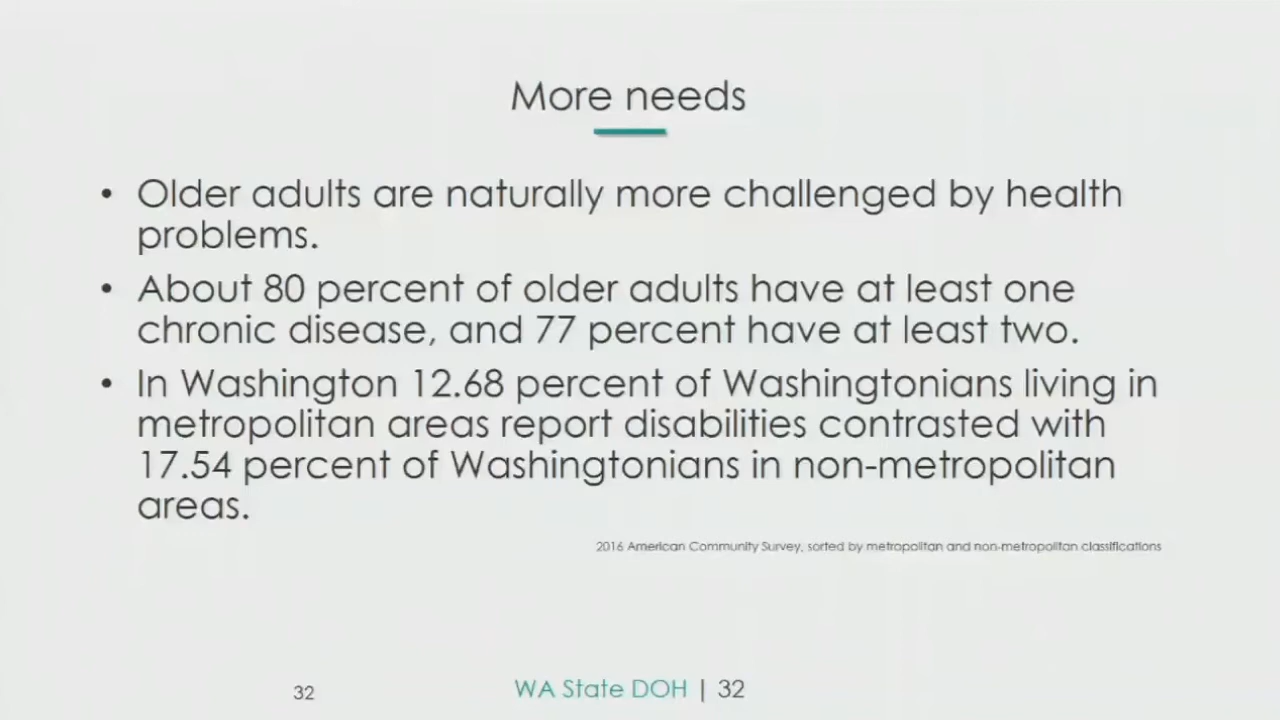 More needs
• Older adults are naturally more challenged by health
problems.
• About 80 percent of older adults have at least one
chronic disease, and 77 percent have at least two.
• In Washington 12.68 percent of Washingtonians living in
metropolitan areas report disabilities contrasted with
17.54 percent of Washingtonians in non-metropolitan
areas.
2016 American Community Survey, sorted by metropolitan and non-metropolitan classifications
32
WA State DOH | 32